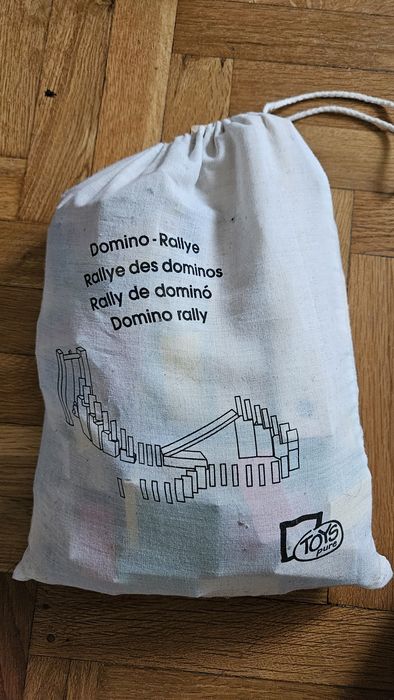 Domino-Rallye
Rallye des dominos
Rally de dominó
Domino rally
TOYS
pure